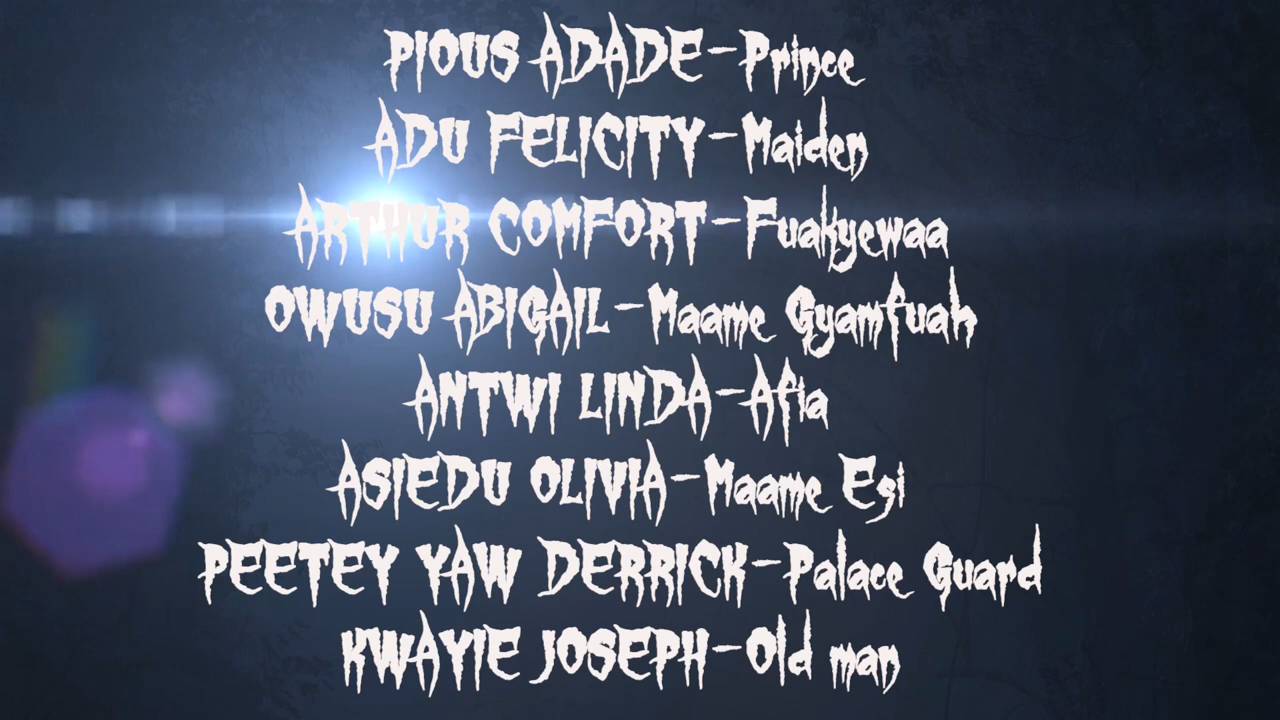 PIOUS ADADE-Prince
ADU FELICITY-Maiden
ARTHUR COMFORT-Fuakyewaa
OWUSU ABIGAIL-Maame Gyamfuah
ANTWI LINDA-Afia
ASIEDU OLIVIA-Maame Esi
PEETEY YAW DERRICK-Palace Guard
KWAYIE JOSEPH-Old man